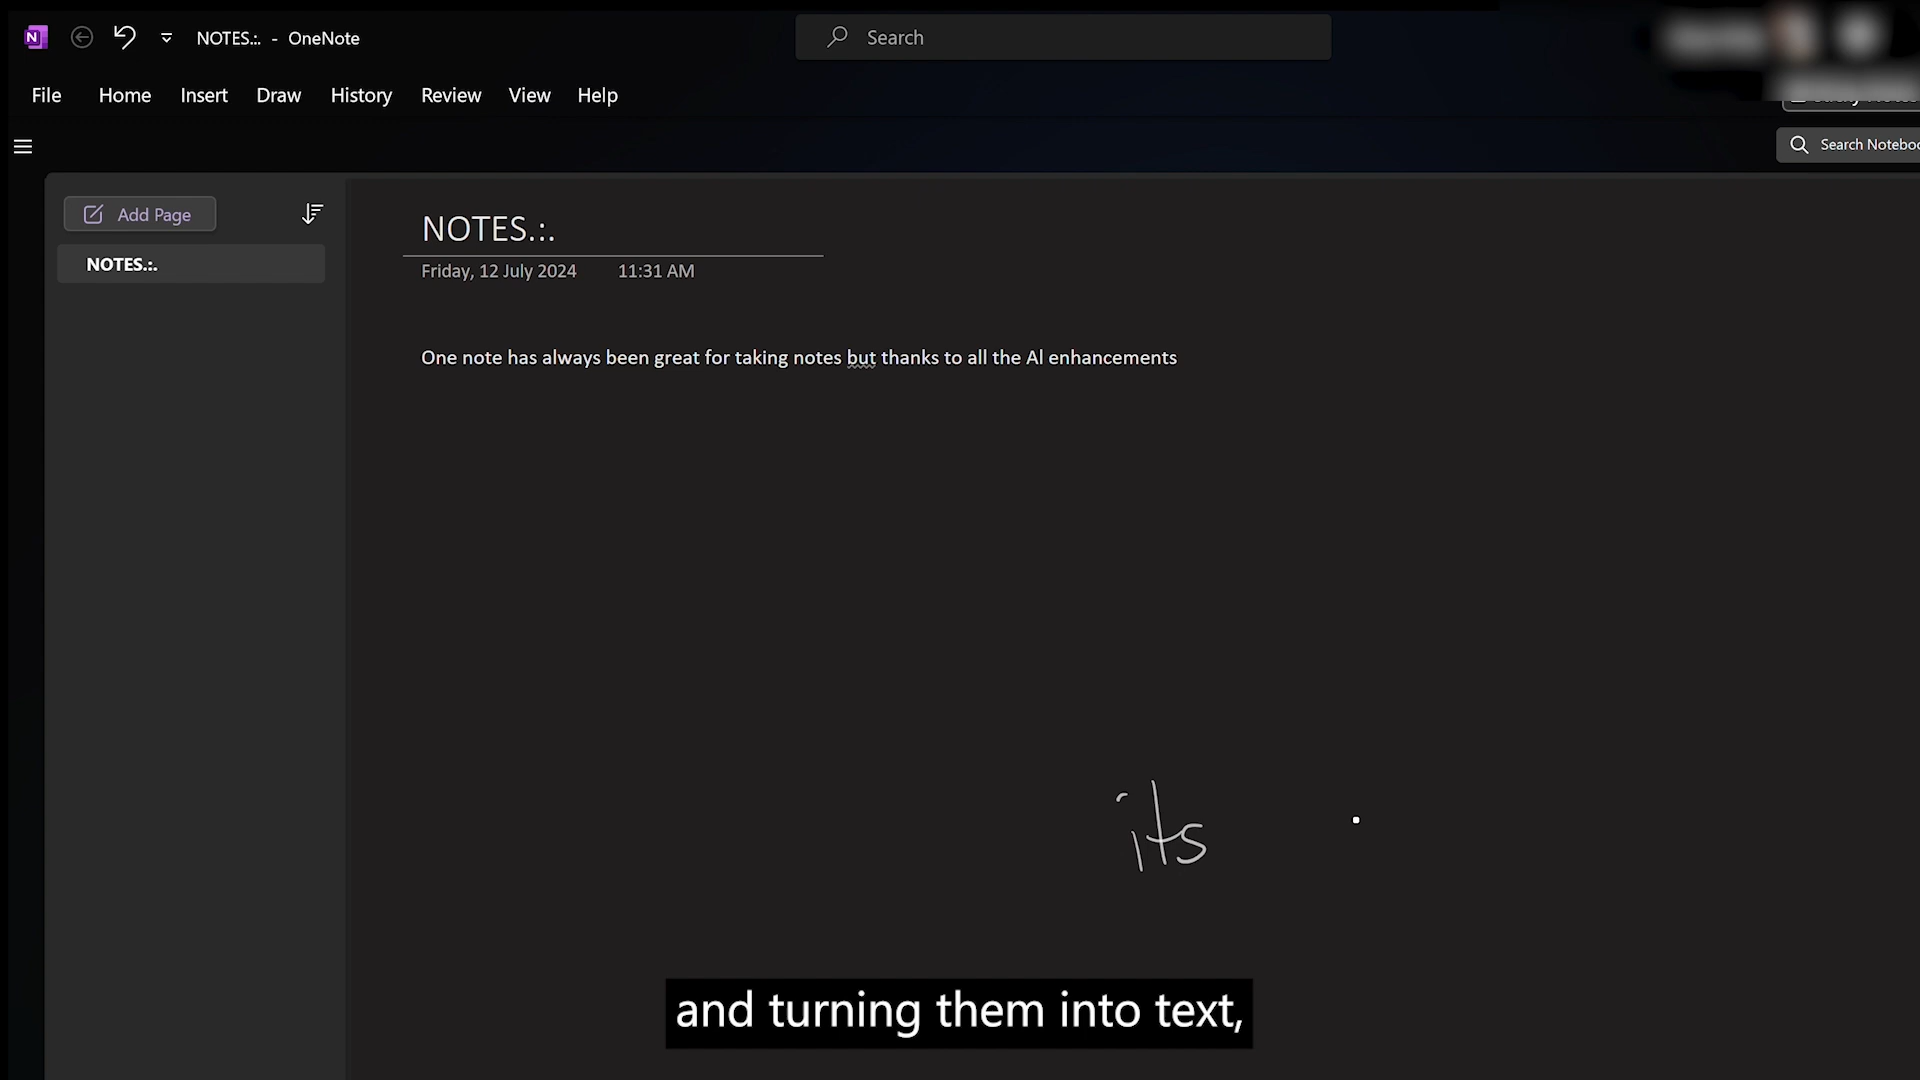 NOTES.:. - OneNote
Search
File Home Insert Draw History Review View Help
Search Noteboo
Add Page
NOTES.:.
NOTES.:.
Friday, 12 July 2024 11:31 AM
One note has always been great for taking notes but thanks to all the Al enhancements
its
and turning them into text,